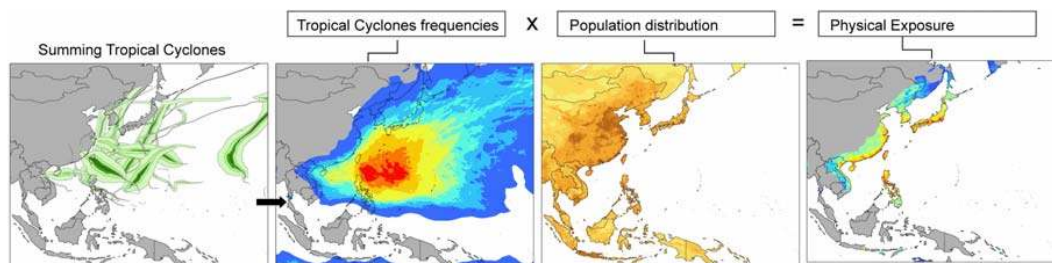 Tropical Cyclones frequencies x Population distribution = Physical Exposure
Summing Tropical Cyclones